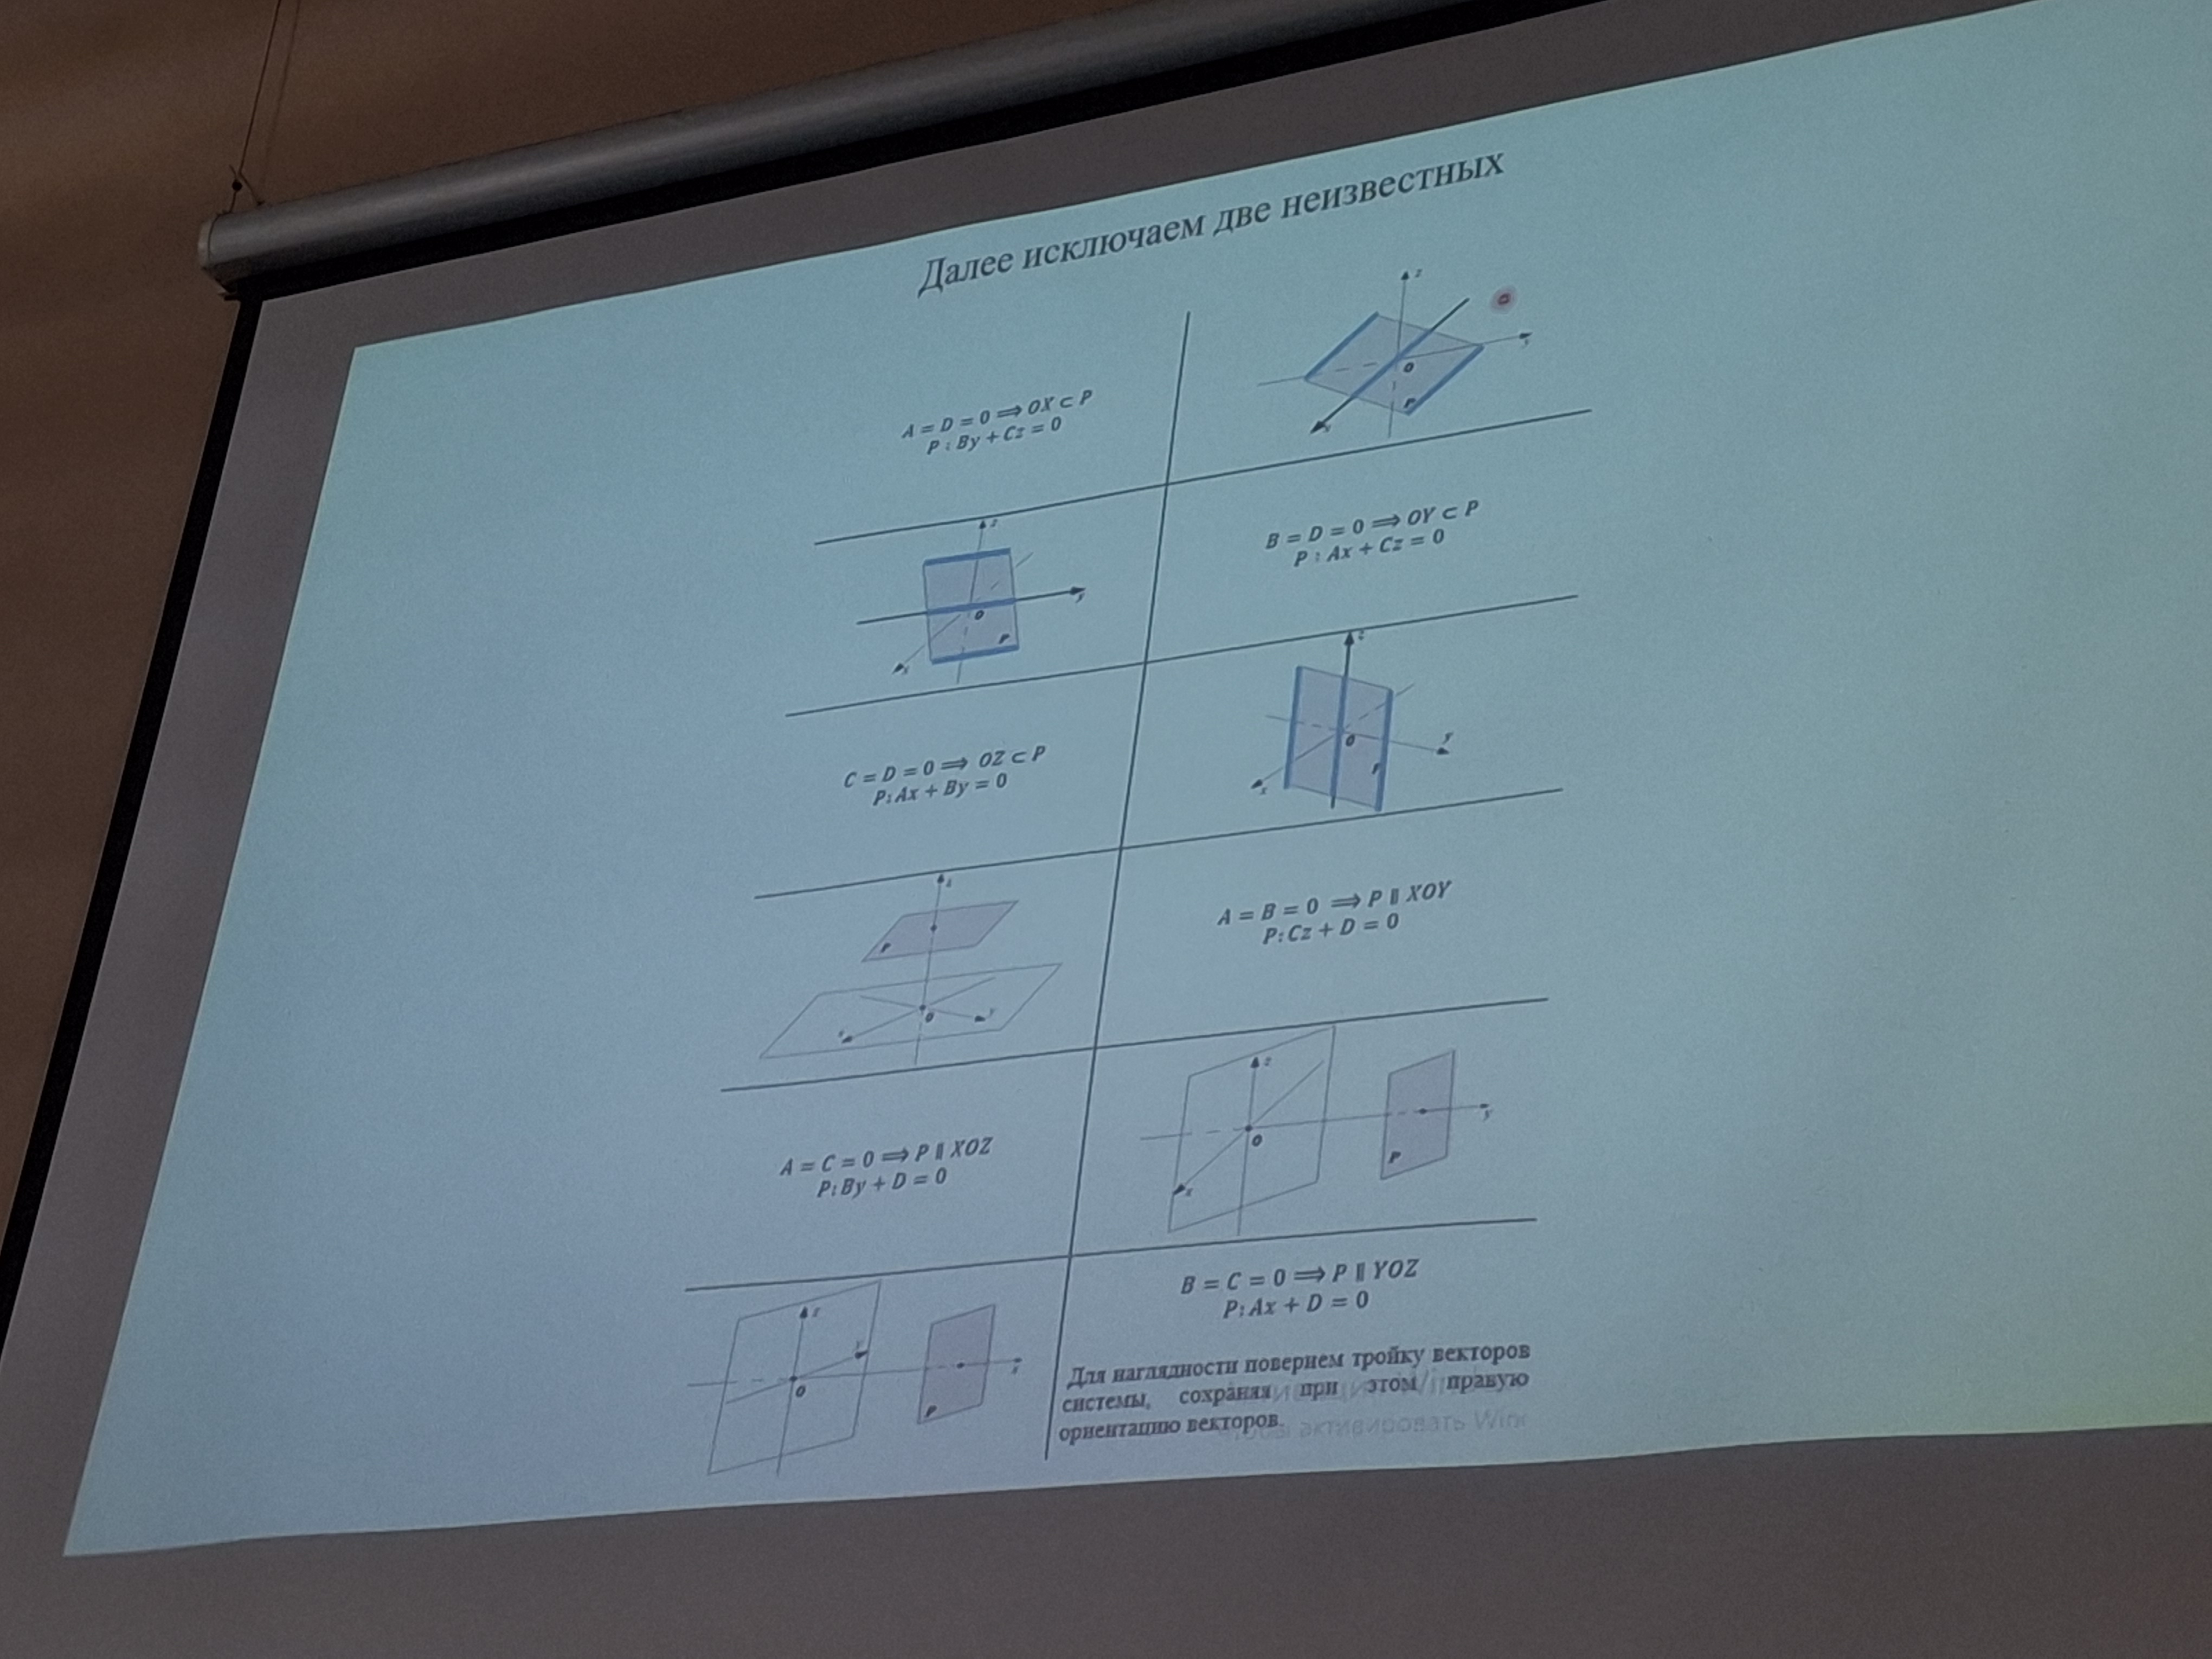 Далее исключаем две неизвестных
A = D = 0 ⟹ OX ⊂ P
P : By + Cz = 0
z
y
O
P
x
z
y
O
P
x
B = D = 0 ⟹ OY ⊂ P
P : Ax + Cz = 0
C = D = 0 ⟹ OZ ⊂ P
P: Ax + By = 0
z
y
O
P
x
z
P
O
y
x
A = B = 0 ⟹ P ∥ XOY
P: Cz + D = 0
A = C = 0 ⟹ P ∥ XOZ
P: By + D = 0
z
y
O
P
x
z
y
x
O
P
B = C = 0 ⟹ P ∥ YOZ
P: Ax + D = 0
Для наглядности повернем тройку векторов
системы, сохраняя при этом правую
ориентацию векторов.
активировать Win